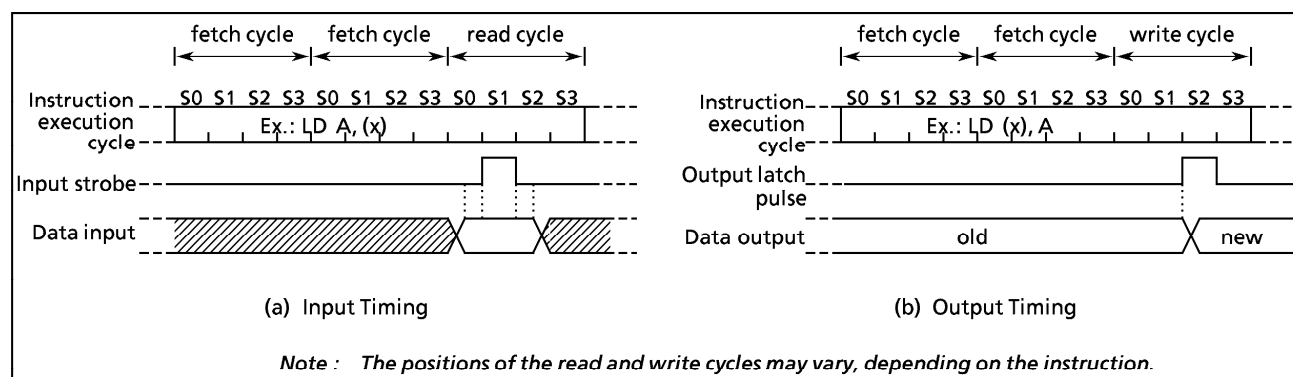 fetch cycle fetch cycle read cycle
S0 S1 S2 S3 S0 S1 S2 S3 S0 S1 S2 S3
Instruction
execution
cycle
Ex.: LD A, (x)
Input strobe
Data input
(a) Input Timing
fetch cycle fetch cycle write cycle
S0 S1 S2 S3 S0 S1 S2 S3 S0 S1 S2 S3
Instruction
execution
cycle
Ex.: LD (x), A
Output latch
pulse
Data output
old
new
(b) Output Timing
Note : The positions of the read and write cycles may vary, depending on the instruction.